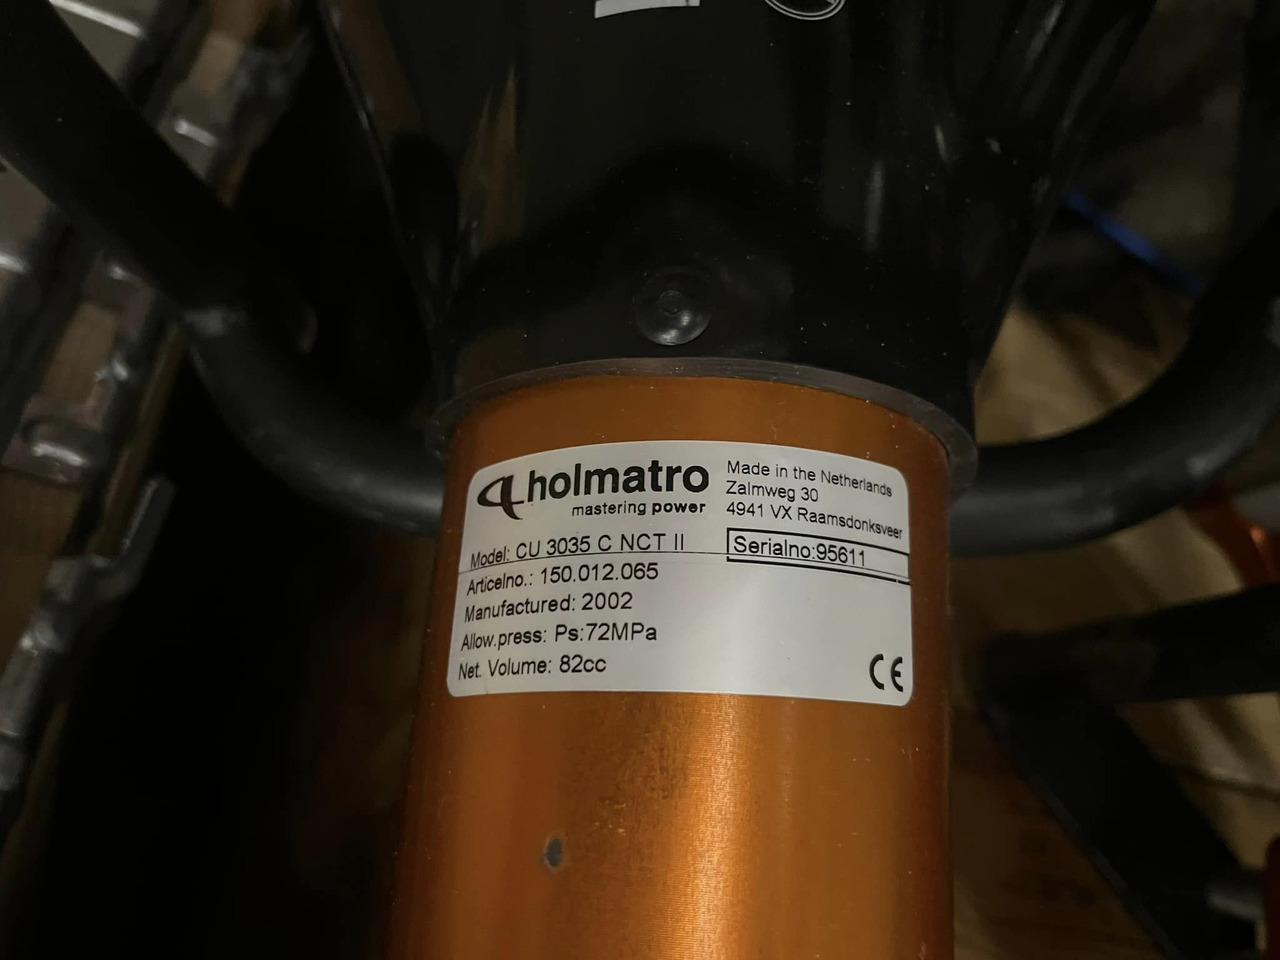 holmatro
mastering power
Made in the Netherlands
Zalmweg 30
4941 VX Raamsdonksveer
Model: CU 3035 C NCT II
Serialno:95611
Articelno.: 150.012.065
Manufactured: 2002
Allow.press: Ps:72MPa
Net. Volume: 82cc
CE